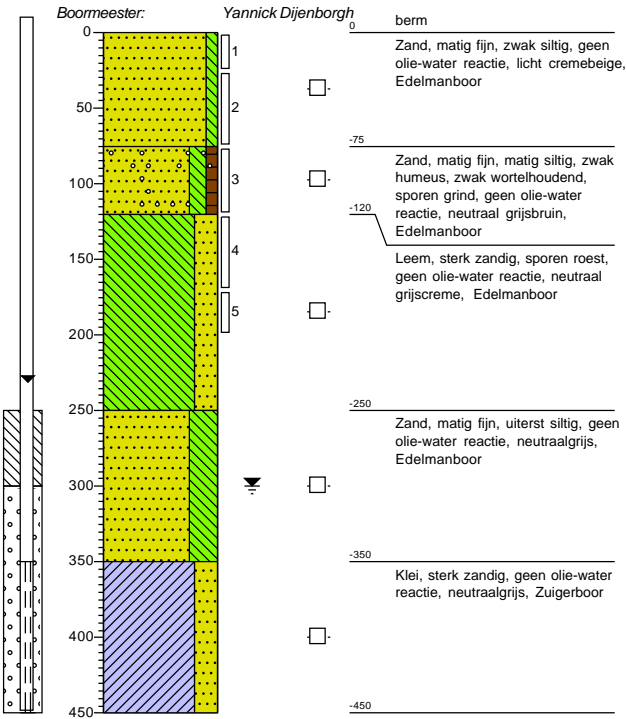 Boormeester: Yannick Dijenborgh
0
50
100
150
200
250
300
350
400
450
1
2
3
4
5
0 berm
Zand, matig fijn, zwak siltig, geen
olie-water reactie, licht cremebeige,
Edelmanboor
-75
Zand, matig fijn, matig siltig, zwak
humeus, zwak wortelhoudend,
sporen grind, geen olie-water
reactie, neutraal grijsbruin,
Edelmanboor
-120
Leem, sterk zandig, sporen roest,
geen olie-water reactie, neutraal
grijscreme, Edelmanboor
-250
Zand, matig fijn, uiterst siltig, geen
olie-water reactie, neutraalgrijs,
Edelmanboor
-350
Klei, sterk zandig, geen olie-water
reactie, neutraalgrijs, Zuigerboor
-450